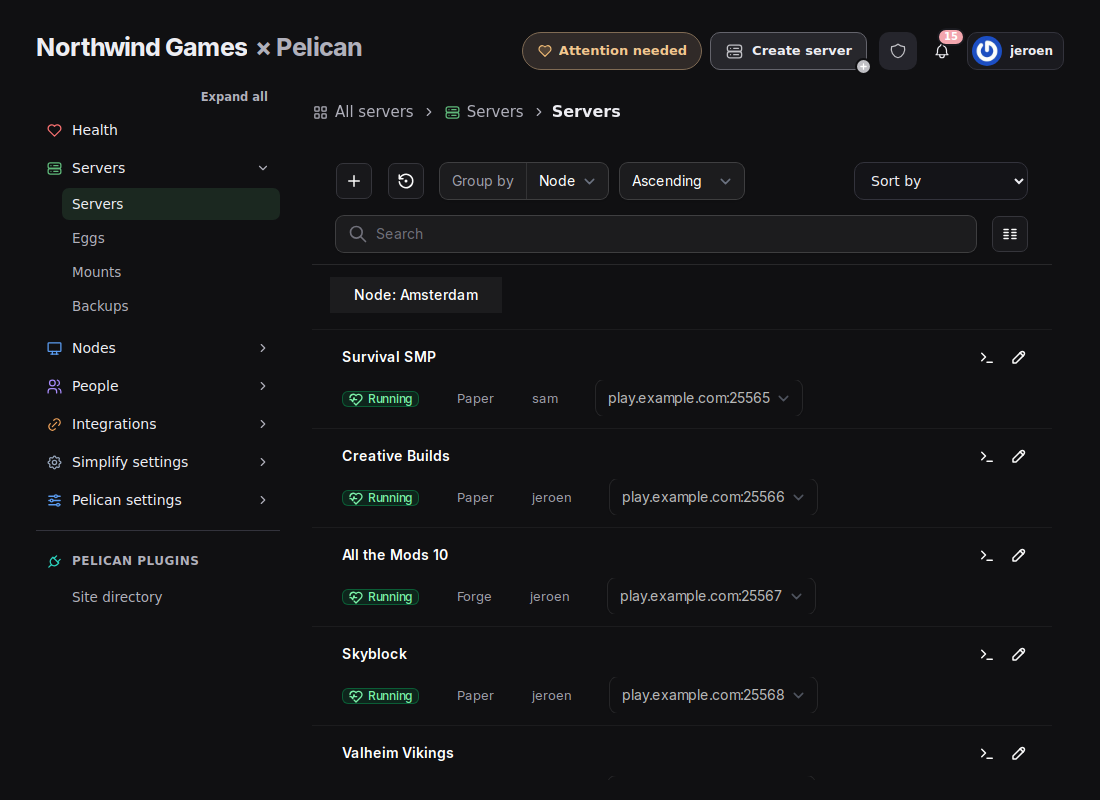 Northwind Games × Pelican
Attention needed
Create server
15
jeroen
Expand all
Health
Servers
Servers
Eggs
Mounts
Backups
Nodes
People
Integrations
Simplify settings
Pelican settings
PELICAN PLUGINS
Site directory
All servers > Servers > Servers
Group by Node Ascending Sort by
Search
Node: Amsterdam
Survival SMP
Running Paper sam play.example.com:25565
Creative Builds
Running Paper jeroen play.example.com:25566
All the Mods 10
Running Forge jeroen play.example.com:25567
Skyblock
Running Paper jeroen play.example.com:25568
Valheim Vikings